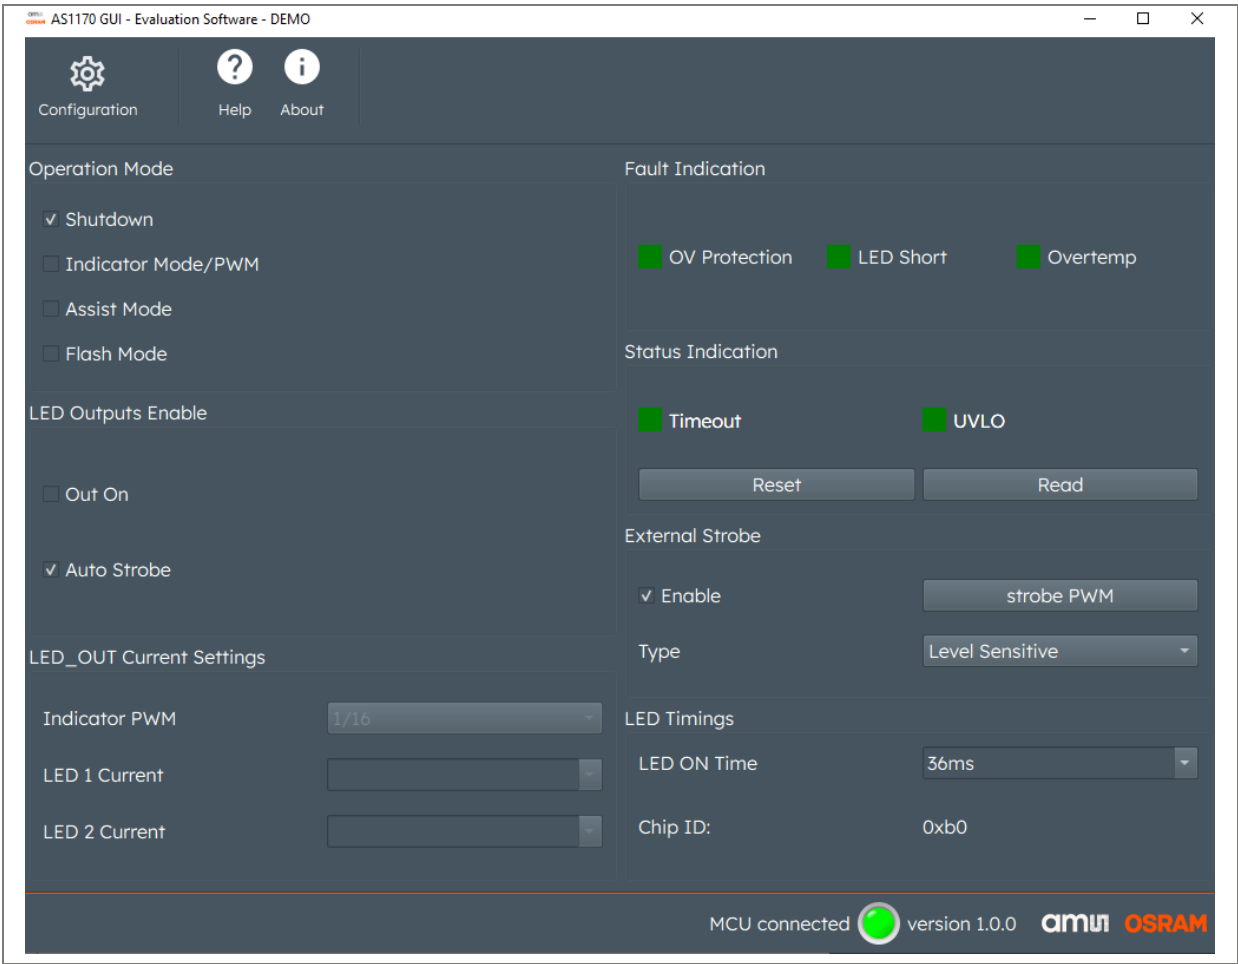 am OSRAM AS1170 GUI - Evaluation Software - DEMO
Configuration
Help
About
Operation Mode
Shutdown
Indicator Mode/PWM
Assist Mode
Flash Mode
LED Outputs Enable
Out On
Auto Strobe
LED_OUT Current Settings
Indicator PWM 1/16
LED 1 Current
LED 2 Current
Fault Indication
OV Protection LED Short Overtemp
Status Indication
Timeout UVLO
Reset Read
External Strobe
Enable strobe PWM
Type Level Sensitive
LED Timings
LED ON Time 36ms
Chip ID: 0xb0
MCU connected version 1.0.0 amu OSRAM